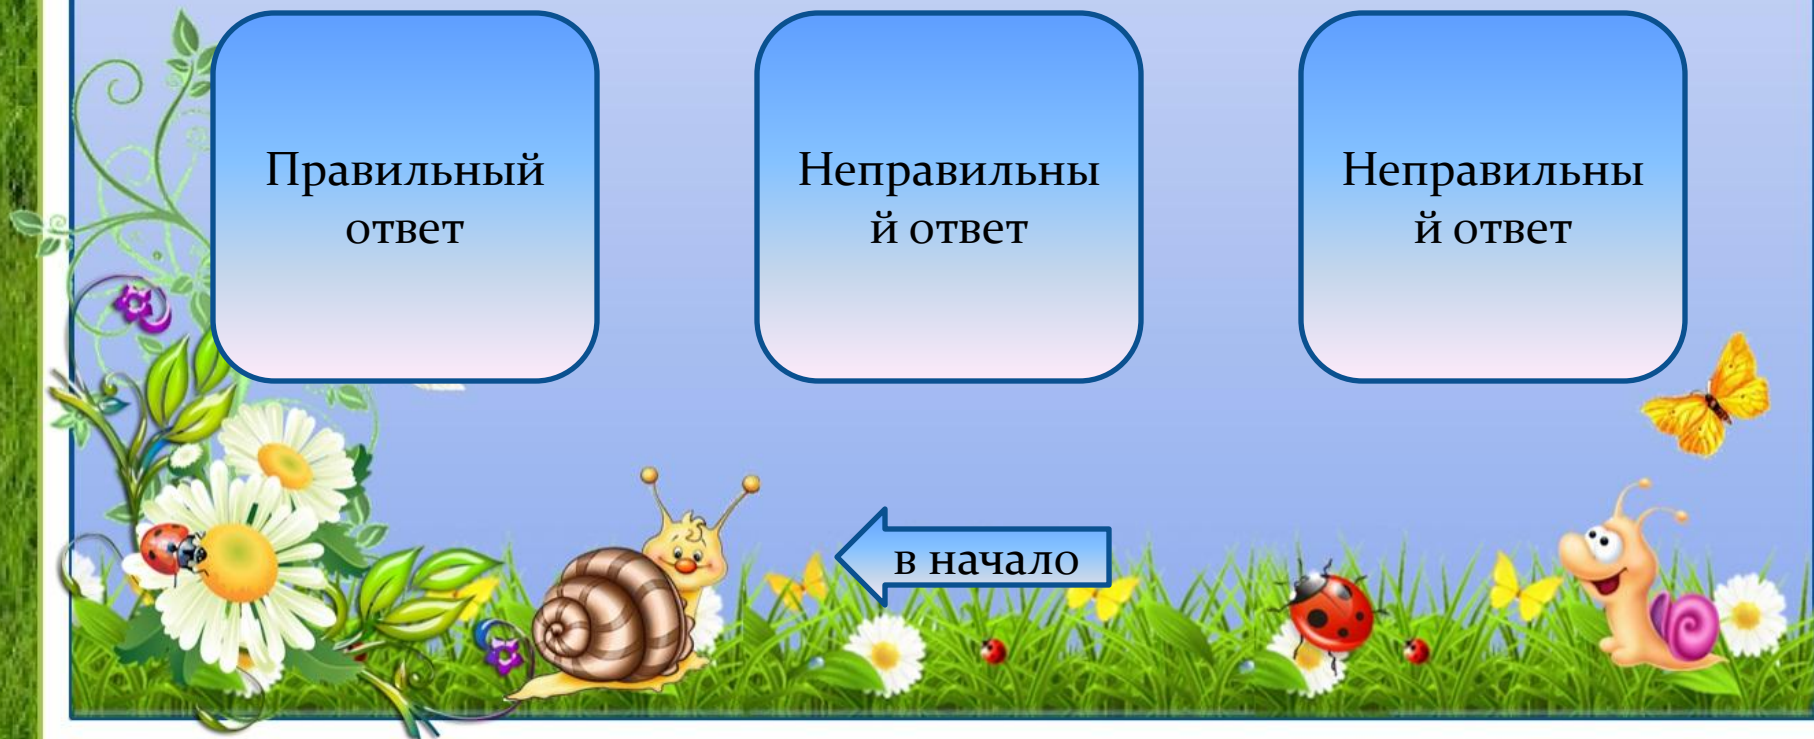 Правильный
ответ
Неправильны
й ответ
Неправильны
й ответ
в начало